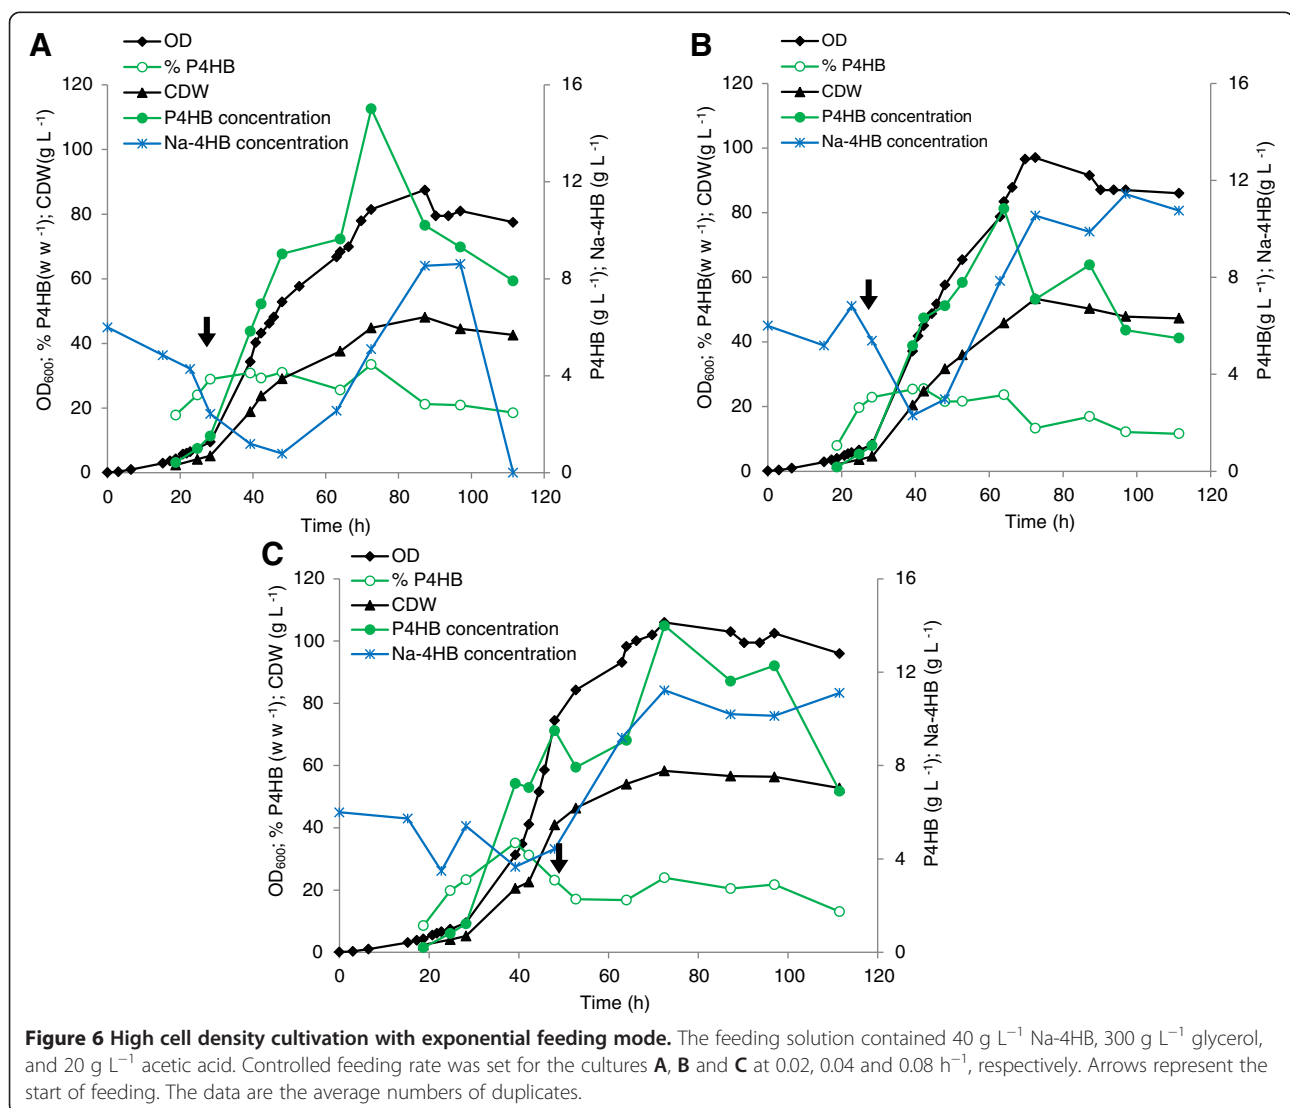 A
OD
% P4HB
CDW
P4HB concentration
Na-4HB concentration
OD600; % P4HB(w w -1); CDW(g L -1)
120
100
80
60
40
20
0
16
12
8
4
0
P4HB (g L -1); Na-4HB (g L -1)
0 20 40 60 80 100 120
Time (h)
B
OD
% P4HB
CDW
P4HB concentration
Na-4HB concentration
OD600; % P4HB(w w -1); CDW(g L -1)
120
100
80
60
40
20
0
16
12
8
4
0
P4HB(g L -1); Na-4HB(g L -1)
0 20 40 60 80 100 120
Time (h)
C
OD
% P4HB
CDW
P4HB concentration
Na-4HB concentration
OD600; % P4HB (w w -1); CDW (g L -1)
120
100
80
60
40
20
0
16
12
8
4
0
P4HB (g L -1); Na-4HB (g L -1)
0 20 40 60 80 100 120
Time (h)
Figure 6 High cell density cultivation with exponential feeding mode. The feeding solution contained 40 g L−1 Na-4HB, 300 g L−1 glycerol,
and 20 g L−1 acetic acid. Controlled feeding rate was set for the cultures A, B and C at 0.02, 0.04 and 0.08 h−1, respectively. Arrows represent the
start of feeding. The data are the average numbers of duplicates.